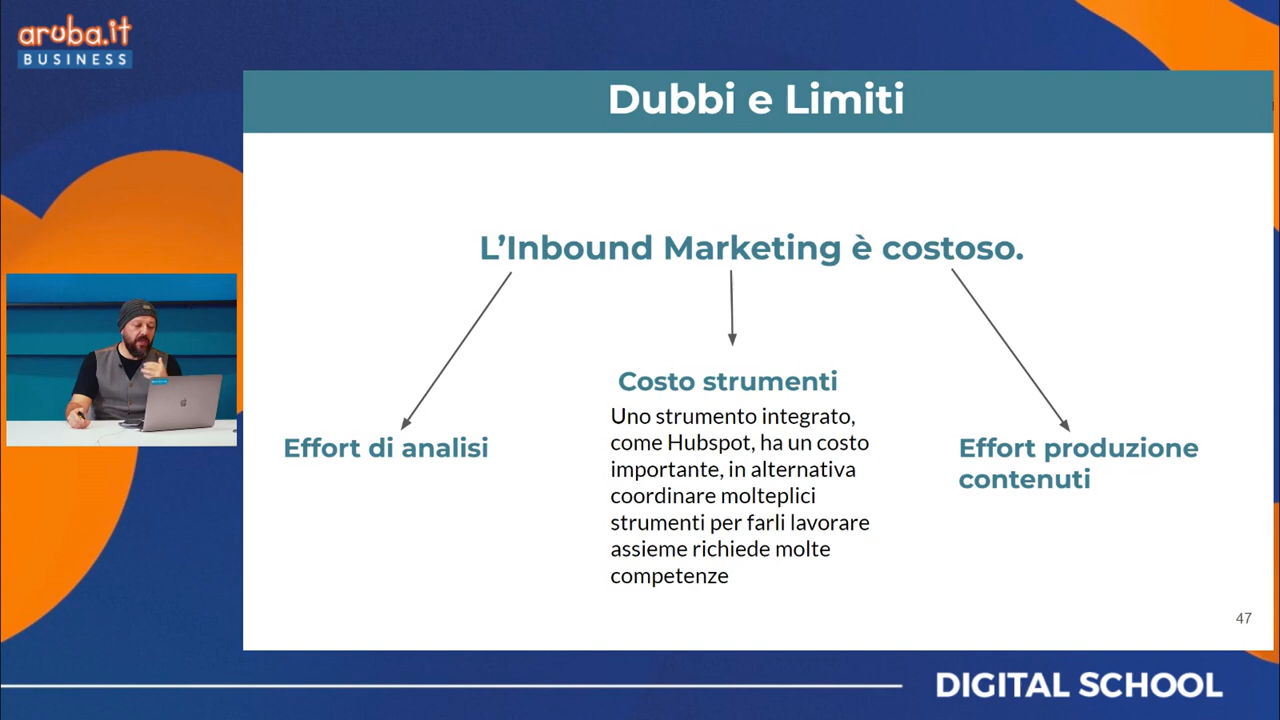 aruba.it
BUSINESS
Dubbi e Limiti
L’Inbound Marketing è costoso.
Effort di analisi
Costo strumenti
Uno strumento integrato,
come Hubspot, ha un costo
importante, in alternativa
coordinare molteplici
strumenti per farli lavorare
assieme richiede molte
competenze
Effort produzione
contenuti
47
DIGITAL SCHOOL